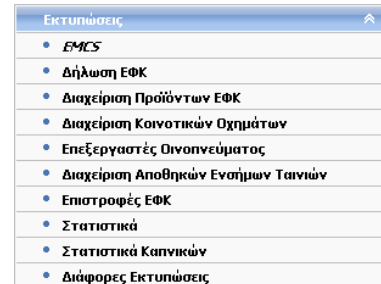 Εκτυπώσεις
EMCS
Δήλωση ΕΦΚ
Διαχείριση Προϊόντων ΕΦΚ
Διαχείριση Κοινοτικών Οχημάτων
Επεξεργαστές Οινοπνεύματος
Διαχείριση Αποθηκών Ενσήμων Ταινιών
Επιστροφές ΕΦΚ
Στατιστικά
Στατιστικά Καπνικών
Διάφορες Εκτυπώσεις